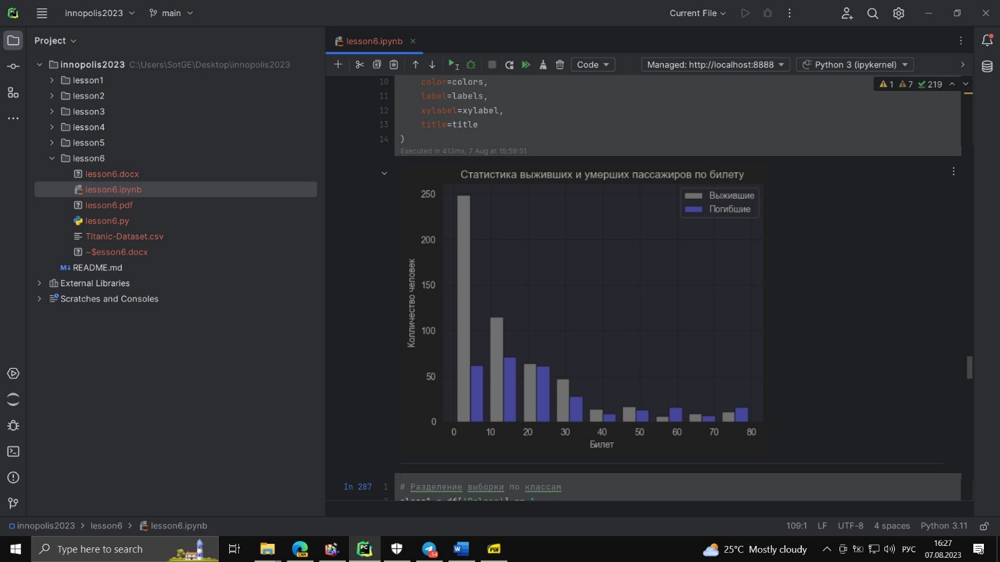 innopolis2023
main
Current File
Project
innopolis2023 C:\Users\SotGE\Desktop\innopolis2023
lesson1
lesson2
lesson3
lesson4
lesson5
lesson6
lesson6.docx
lesson6.ipynb
lesson6.pdf
lesson6.py
Titanic-Dataset.csv
~$esson6.docx
README.md
External Libraries
Scratches and Consoles
lesson6.ipynb
Code
Managed: http://localhost:8888
Python 3 (ipykernel)
1 7 219
10 color=colors,
11 label=labels,
12 xylabel=xylabel,
13 title=title
14 )
Executed in 413ms, 7 Aug at 15:59:51
Статистика выживших и умерших пассажиров по билету
Выжившие
Погибшие
250
200
150
100
50
0
Колличество человек
0 10 20 30 40 50 60 70 80
Билет
In 287 1 # Разделение выборки по классам
innopolis2023 > lesson6 > lesson6.ipynb
109:1 LF UTF-8 4 spaces Python 3.11
Type here to search
CAN
PC
54
W
PDF
25°C Mostly cloudy
РУС
16:27
07.08.2023